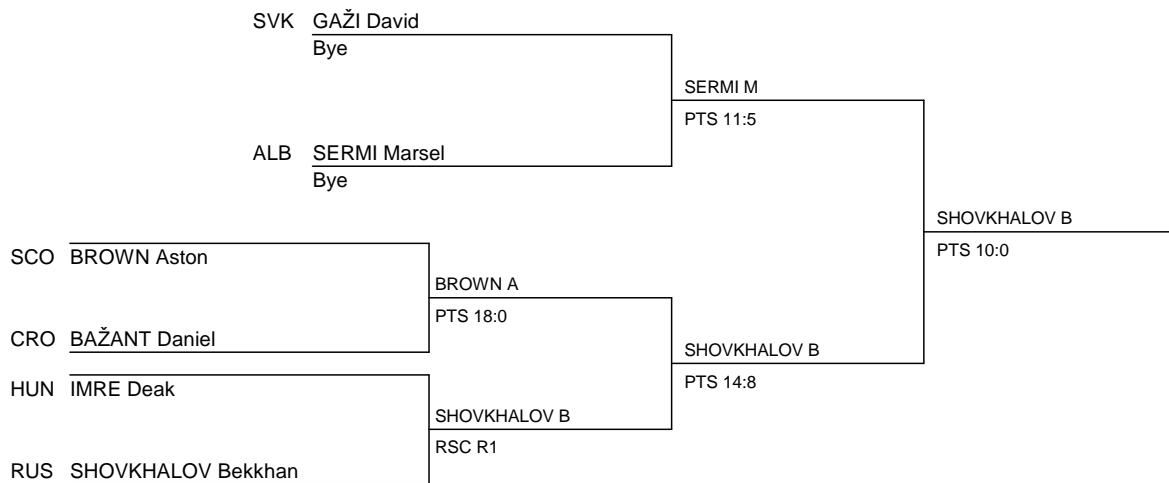 SVK GAŽI David
Bye
SERMI M
PTS 11:5
ALB SERMI Marsel
Bye
SHOVKHALOV B
PTS 10:0
SCO BROWN Aston
BROWN A
PTS 18:0
CRO BAŽANT Daniel
SHOVKHALOV B
PTS 14:8
HUN IMRE Deak
SHOVKHALOV B
RSC R1
RUS SHOVKHALOV Bekkhan